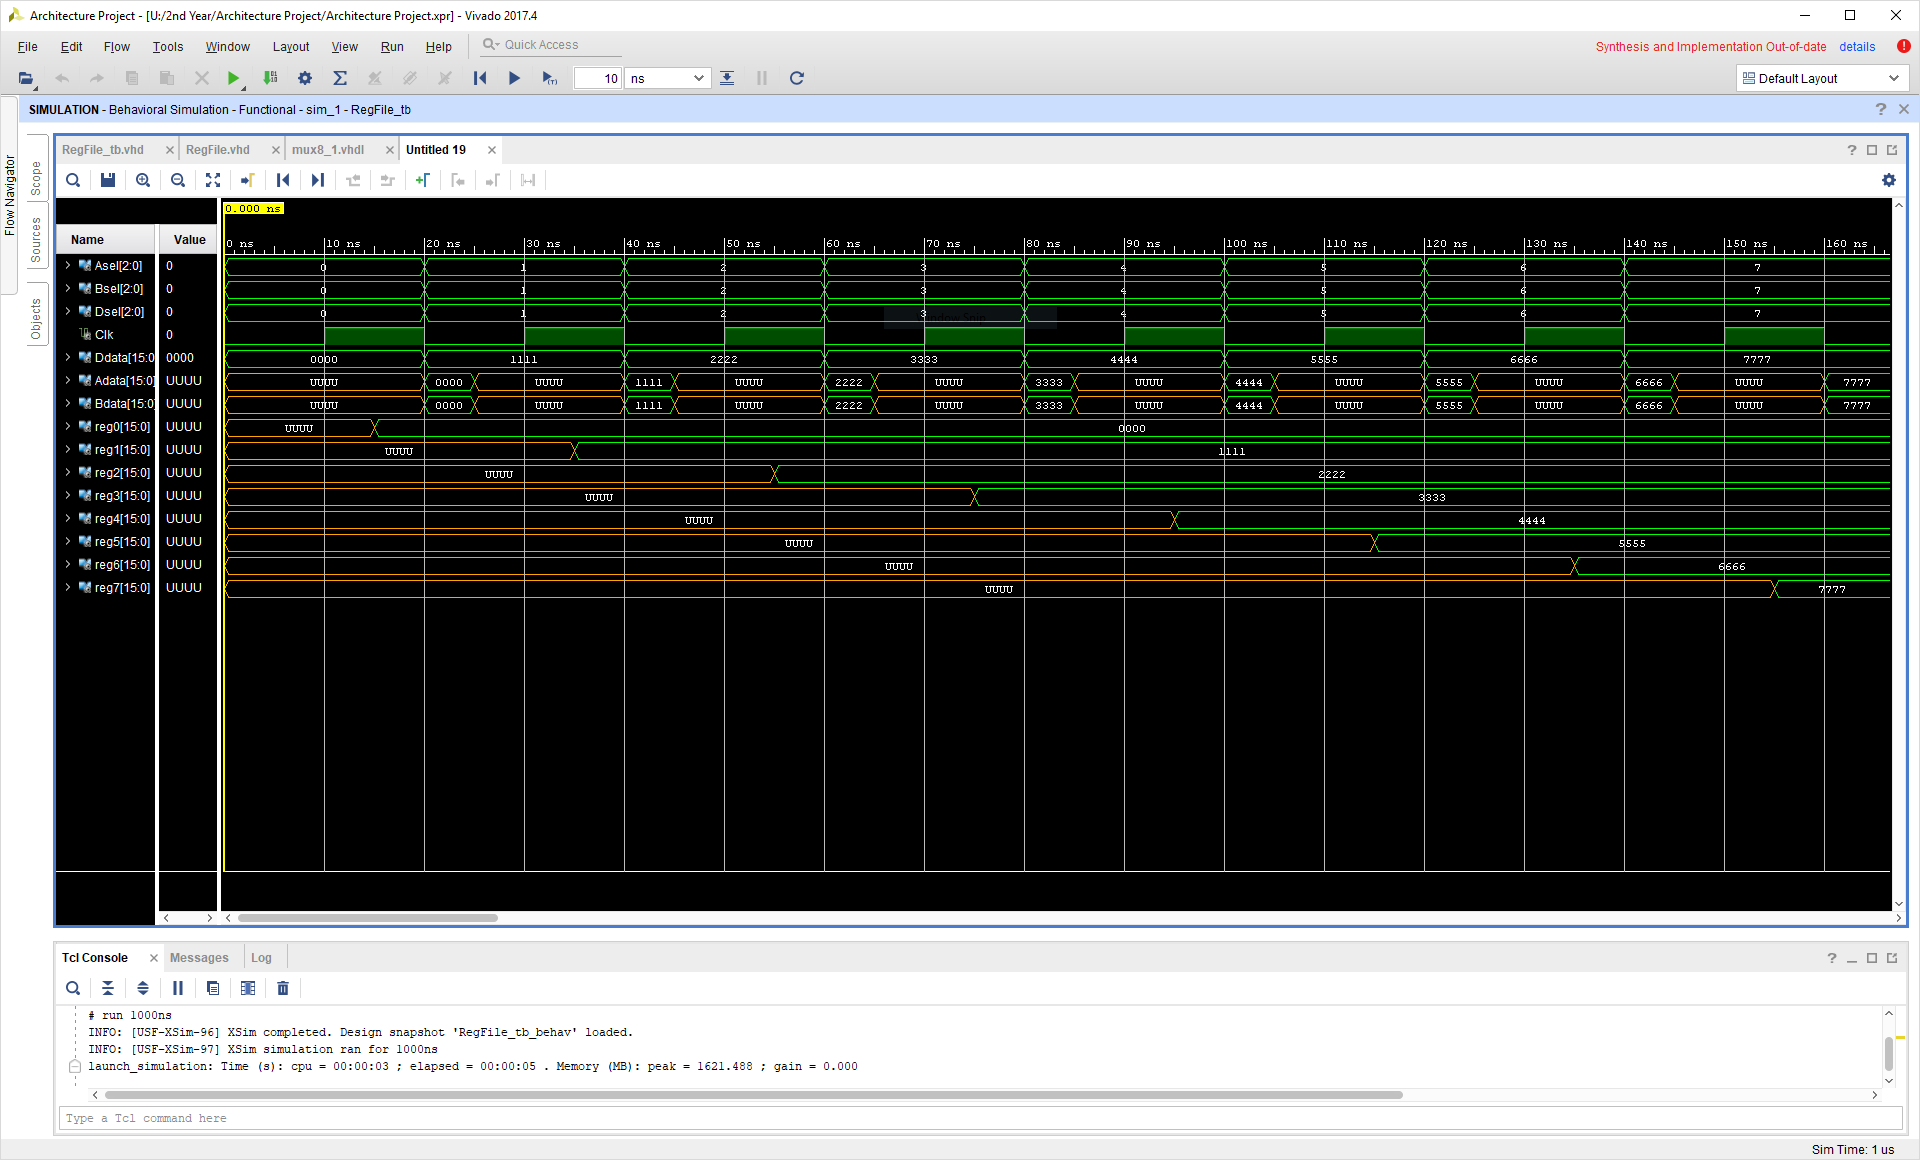 Architecture Project - [U:/2nd Year/Architecture Project/Architecture Project.xpr] - Vivado 2017.4
File Edit Flow Tools Window Layout View Run Help Quick Access
Synthesis and Implementation Out-of-date details
10 ns
Default Layout
SIMULATION - Behavioral Simulation - Functional - sim_1 - RegFile_tb
Flow Navigator
Scope
Sources
Objects
RegFile_tb.vhd RegFile.vhd mux8_1.vhdl Untitled 19
0.000 ns
Name Value 0 ns 10 ns 20 ns 30 ns 40 ns 50 ns 60 ns 70 ns 80 ns 90 ns 100 ns 110 ns 120 ns 130 ns 140 ns 150 ns 160 ns
Asel[2:0] 0 0 1 2 3 4 5 6 7
Bsel[2:0] 0 0 1 2 3 4 5 6 7
Dsel[2:0] 0 0 1 2 3 4 5 6 7
Clk 0
Ddata[15:0 0000 0000 1111 2222 3333 4444 5555 6666 7777
Adata[15:0] UUUU UUUU 0000 UUUU 1111 UUUU 2222 UUUU 3333 UUUU 4444 UUUU 5555 UUUU 6666 UUUU 7777
Bdata[15:0] UUUU UUUU 0000 UUUU 1111 UUUU 2222 UUUU 3333 UUUU 4444 UUUU 5555 UUUU 6666 UUUU 7777
reg0[15:0] UUUU UUUU 0000
reg1[15:0] UUUU UUUU 1111
reg2[15:0] UUUU UUUU 2222
reg3[15:0] UUUU UUUU 3333
reg4[15:0] UUUU UUUU 4444
reg5[15:0] UUUU UUUU 5555
reg6[15:0] UUUU UUUU 6666
reg7[15:0] UUUU UUUU 7777
Tcl Console Messages Log
# run 1000ns
INFO: [USF-XSim-96] XSim completed. Design snapshot 'RegFile_tb_behav' loaded.
INFO: [USF-XSim-97] XSim simulation ran for 1000ns
launch_simulation: Time (s): cpu = 00:00:03 ; elapsed = 00:00:05 . Memory (MB): peak = 1621.488 ; gain = 0.000
Type a Tcl command here
Sim Time: 1 us